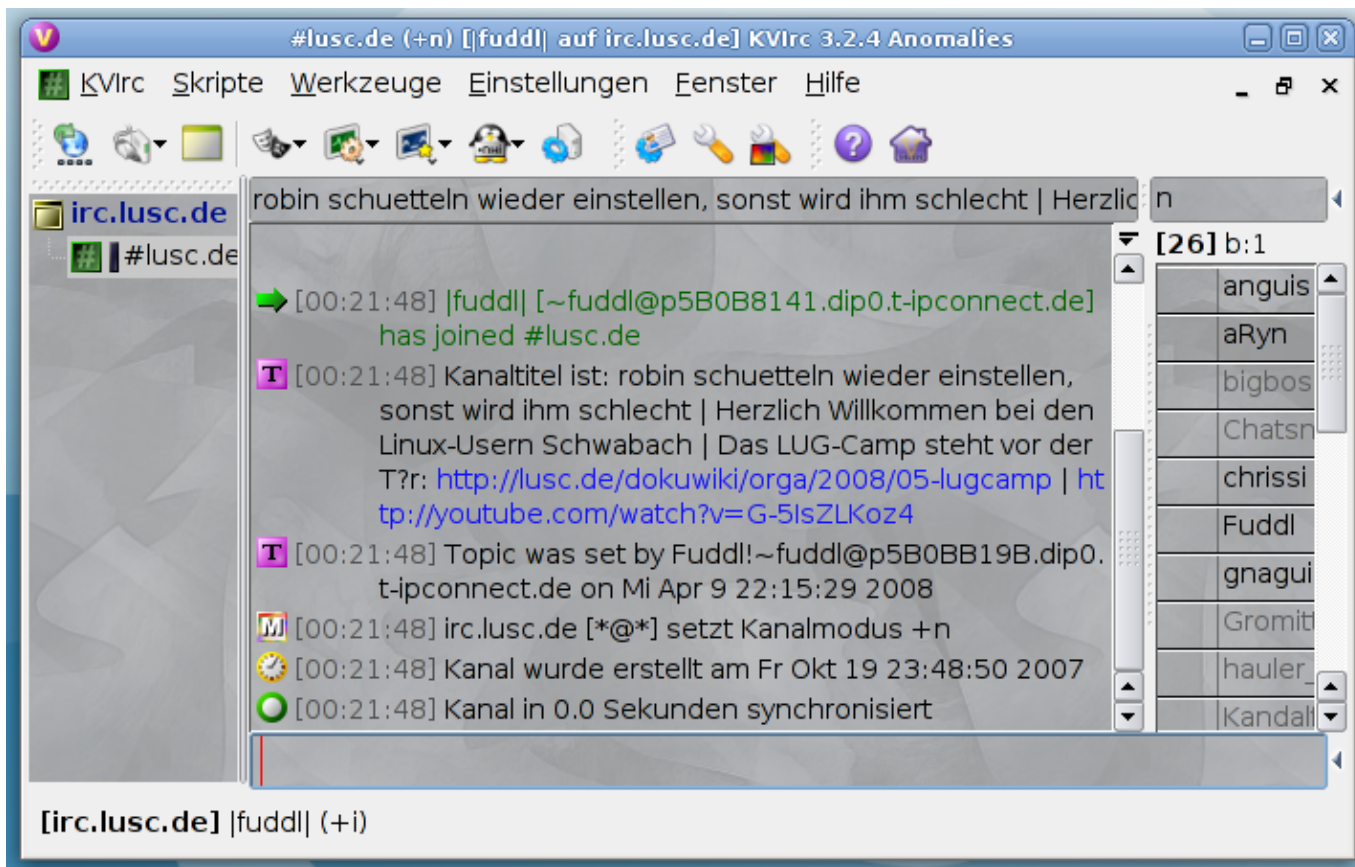 #lusc.de (+n) [|fuddl| auf irc.lusc.de] KVIrc 3.2.4 Anomalies
KVIrc Skripte Werkzeuge Einstellungen Fenster Hilfe
irc.lusc.de
#lusc.de
robin schuetteln wieder einstellen, sonst wird ihm schlecht | Herzlic
n
[00:21:48] |fuddl| [~fuddl@p5B0B8141.dip0.t-ipconnect.de]
has joined #lusc.de
[00:21:48] Kanaltitel ist: robin schuetteln wieder einstellen,
sonst wird ihm schlecht | Herzlich Willkommen bei den
Linux-Usern Schwabach | Das LUG-Camp steht vor der
T?r: http://lusc.de/dokuwiki/orga/2008/05-lugcamp | ht
tp://youtube.com/watch?v=G-5IsZLKoz4
[00:21:48] Topic was set by Fuddl!~fuddl@p5B0BB19B.dip0.
t-ipconnect.de on Mi Apr 9 22:15:29 2008
[00:21:48] irc.lusc.de [*@*] setzt Kanalmodus +n
[00:21:48] Kanal wurde erstellt am Fr Okt 19 23:48:50 2007
[00:21:48] Kanal in 0.0 Sekunden synchronisiert
[26] b:1
anguis
aRyn
bigbos
Chatsn
chrissi
Fuddl
gnagui
Gromitt
hauler_
Kandalf
[irc.lusc.de] |fuddl| (+i)